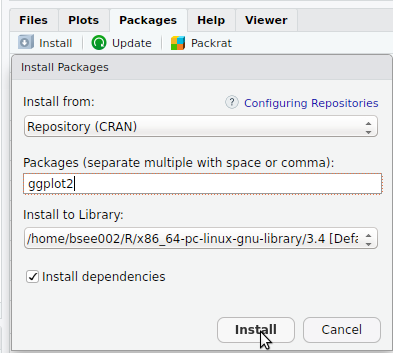 Files Plots Packages Help Viewer
Install Update Packrat
Install Packages
Install from: ? Configuring Repositories
Repository (CRAN)
Packages (separate multiple with space or comma):
ggplot2
Install to Library:
/home/bsee002/R/x86_64-pc-linux-gnu-library/3.4 [Defa
Install dependencies
Install Cancel